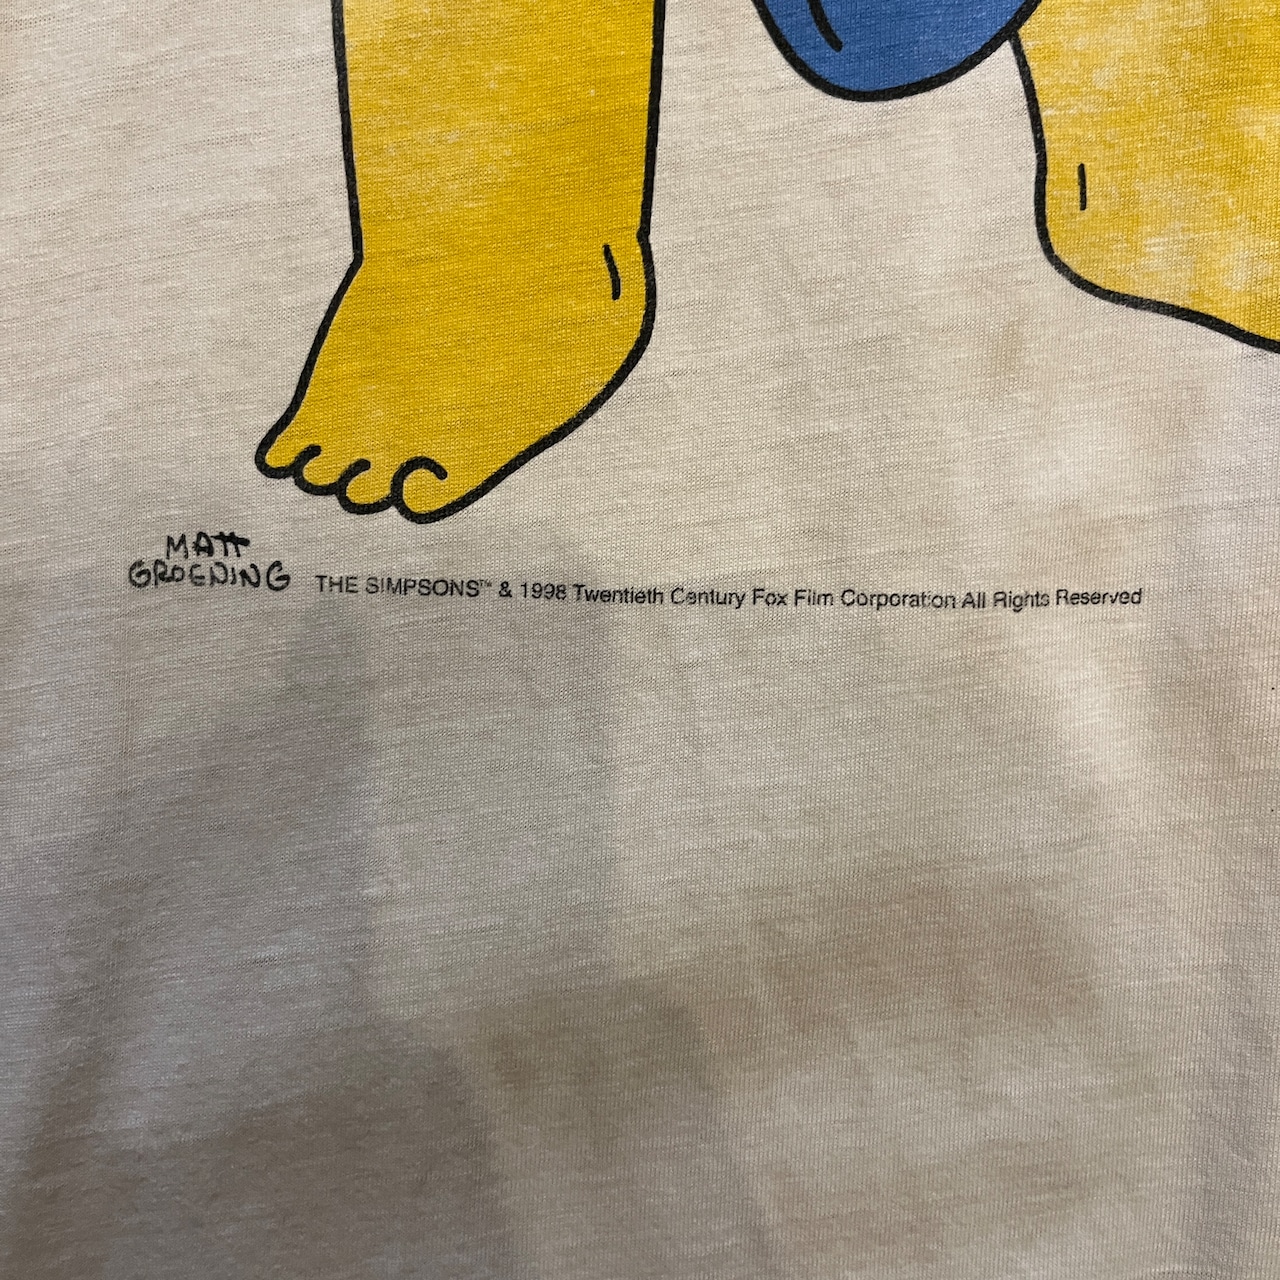 MATT
GROENING
THE SIMPSONS™ & 1998 Twentieth Century Fox Film Corporation All Rights Reserved